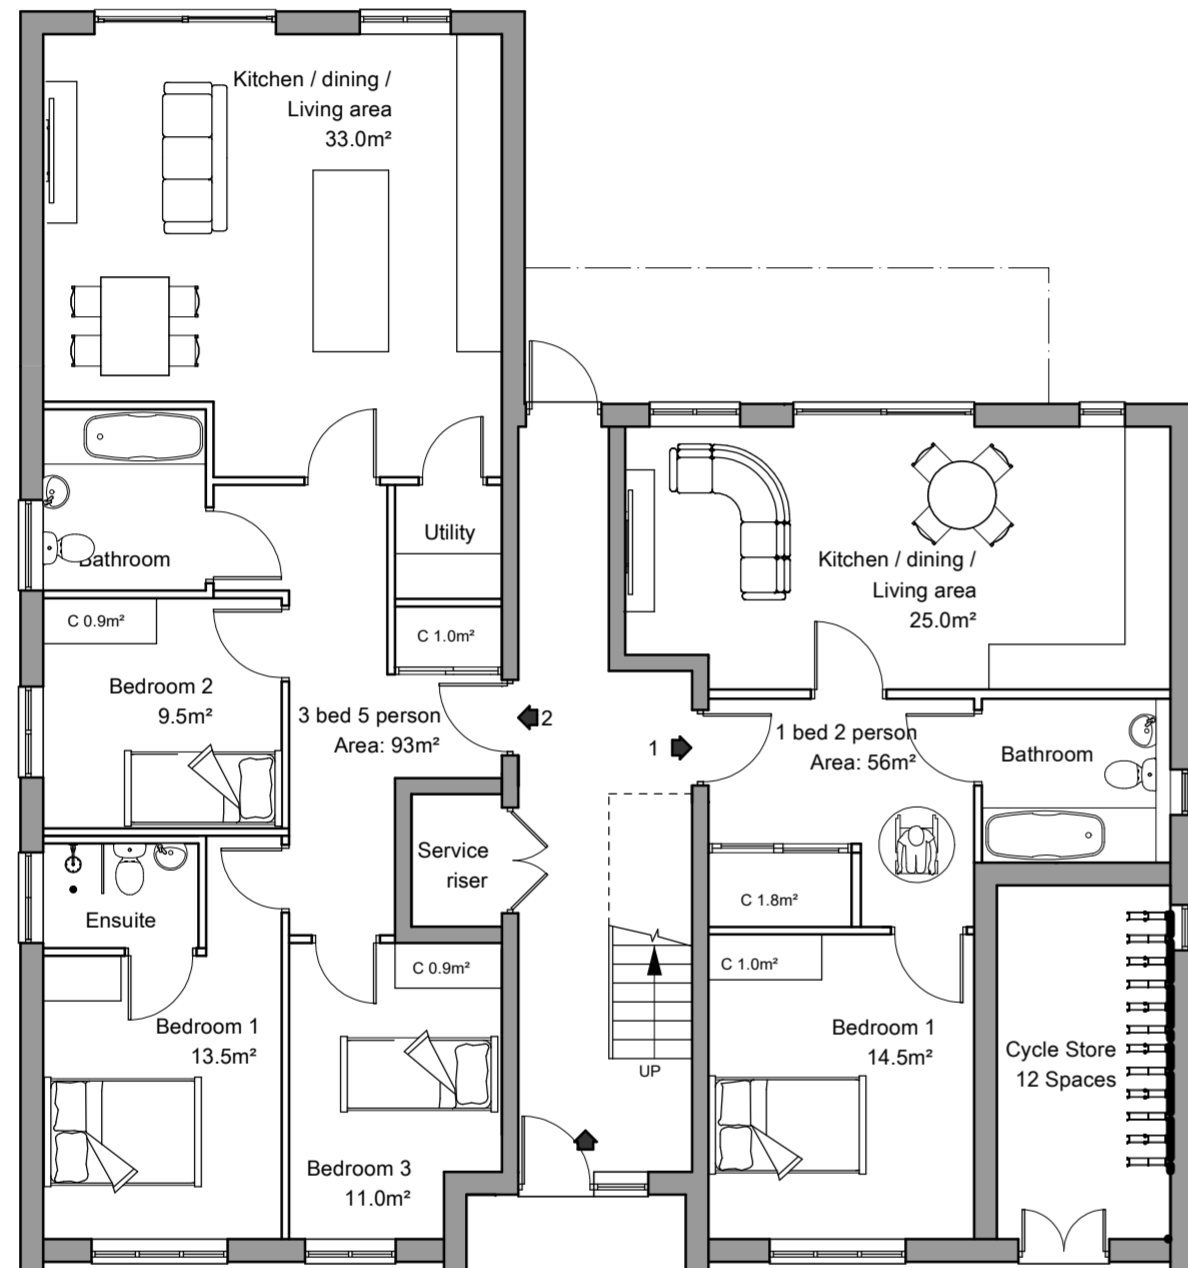 Kitchen / dining /
Living area
33.0m²
Utility
Bathroom
C 0.9m²
C 1.0m²
Bedroom 2
9.5m²
3 bed 5 person
Area: 93m²
2
1
Kitchen / dining /
Living area
25.0m²
1 bed 2 person
Area: 56m²
Bathroom
Service
riser
Ensuite
C 1.8m²
C 0.9m²
C 1.0m²
Bedroom 1
13.5m²
UP
Bedroom 1
14.5m²
Cycle Store
12 Spaces
Bedroom 3
11.0m²